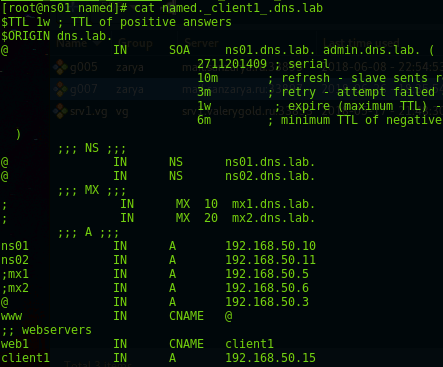 [root@ns01 named]# cat named._client1_.dns.lab
$TTL 1w ; TTL of positive answers
$ORIGIN dns.lab.
@ IN SOA ns01.dns.lab. admin.dns.lab. (
2711201409 ; serial
10m ; refresh - slave sents r
3m ; retry - attempt failed
1w ; expire (maximum TTL) -
6m ; minimum TTL of negative
)
;;; NS ;;;
@ IN NS ns01.dns.lab.
@ IN NS ns02.dns.lab.
;;; MX ;;;
; IN MX 10 mx1.dns.lab.
; IN MX 20 mx2.dns.lab.
;;; A ;;;
ns01 IN A 192.168.50.10
ns02 IN A 192.168.50.11
;mx1 IN A 192.168.50.5
;mx2 IN A 192.168.50.6
@ IN A 192.168.50.3
www IN CNAME @
;; webservers
web1 IN CNAME client1
client1 IN A 192.168.50.15